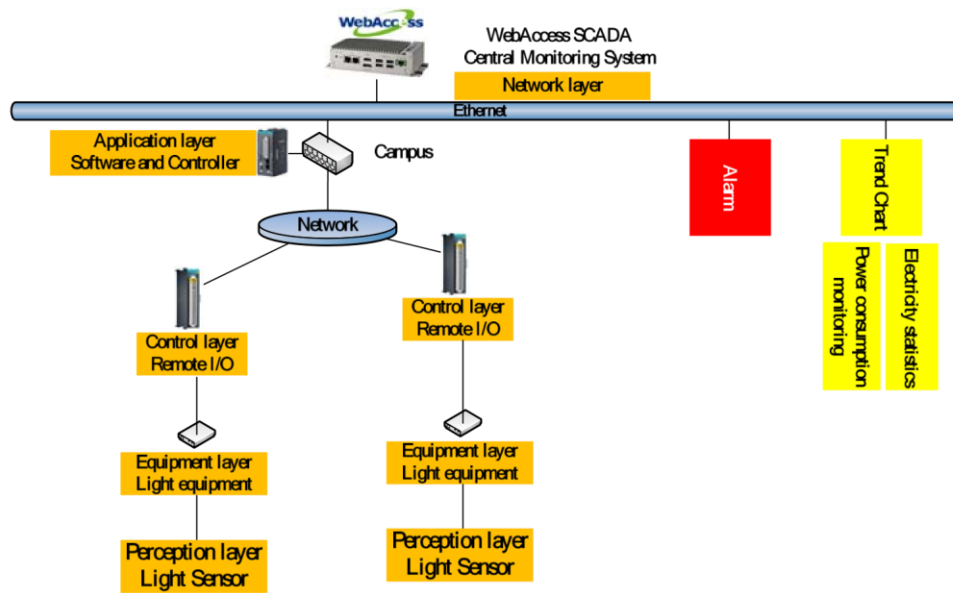 WebAccess
WebAccess SCADA
Central Monitoring System
Network layer
Ethernet
Application layer
Software and Controller
Campus
Alarm
Trend Chart
Network
Power consumption
monitoring
Electricity statistics
Control layer
Remote I/O
Control layer
Remote I/O
Equipment layer
Light equipment
Equipment layer
Light equipment
Perception layer
Light Sensor
Perception layer
Light Sensor